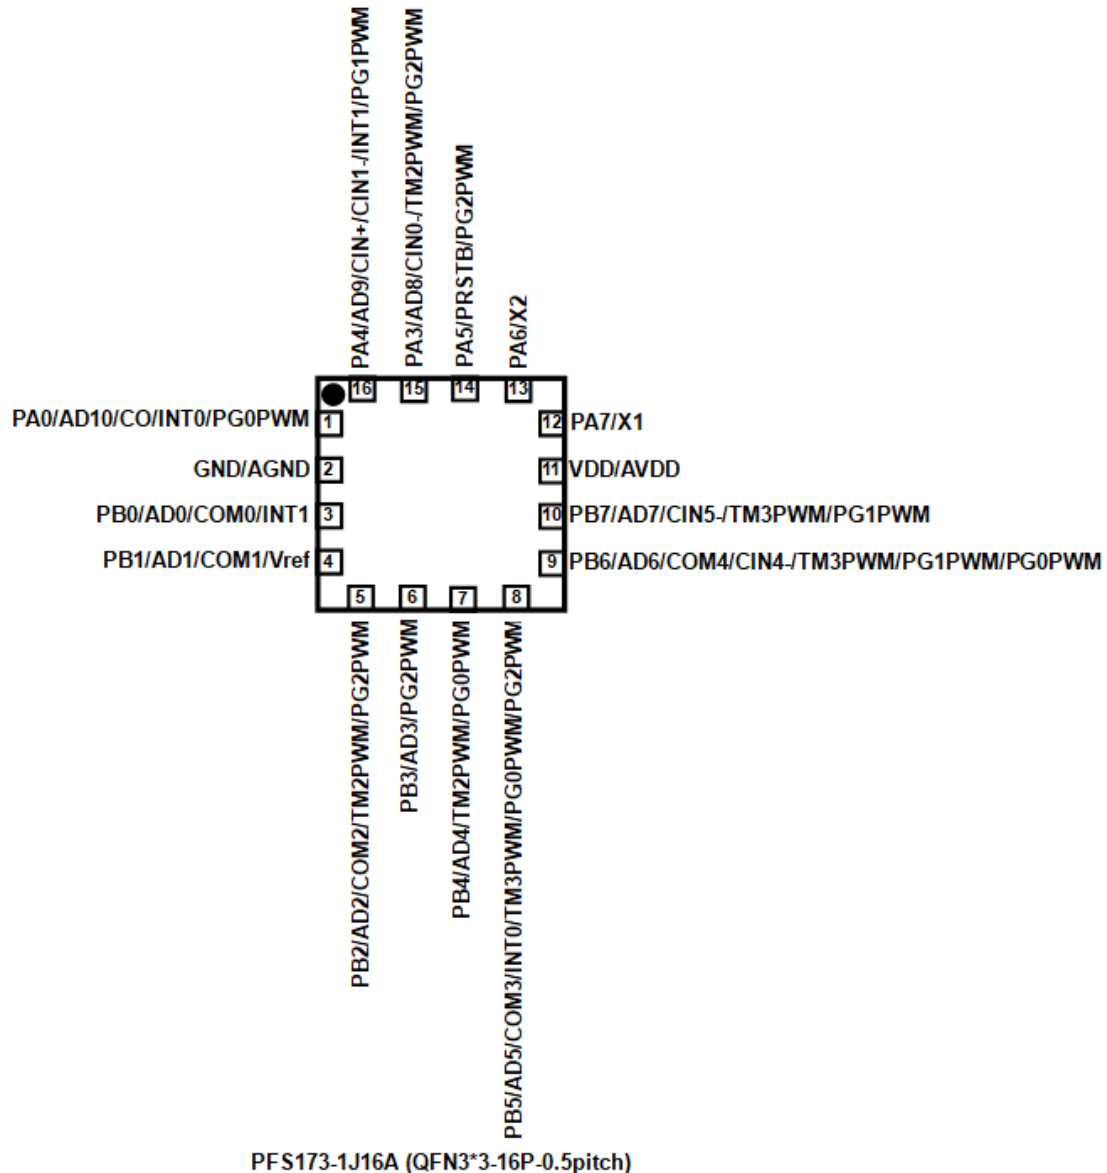 PA4/AD9/CIN+/CIN1-/INT1/PG1PWM
PA3/AD8/CIN0-/TM2PWM/PG2PWM
PA5/PRSTB/PG2PWM
PA6/X2
16 15 14 13
PA0/AD10/CO/INT0/PG0PWM 1
12 PA7/X1
GND/AGND 2
11 VDD/AVDD
PB0/AD0/COM0/INT1 3
10 PB7/AD7/CIN5-/TM3PWM/PG1PWM
PB1/AD1/COM1/Vref 4
9 PB6/AD6/COM4/CIN4-/TM3PWM/PG1PWM/PG0PWM
5 6 7 8
PB2/AD2/COM2/TM2PWM/PG2PWM
PB3/AD3/PG2PWM
PB4/AD4/TM2PWM/PG0PWM
PB5/AD5/COM3/INT0/TM3PWM/PG0PWM/PG2PWM
PFS173-1J16A (QFN3*3-16P-0.5pitch)